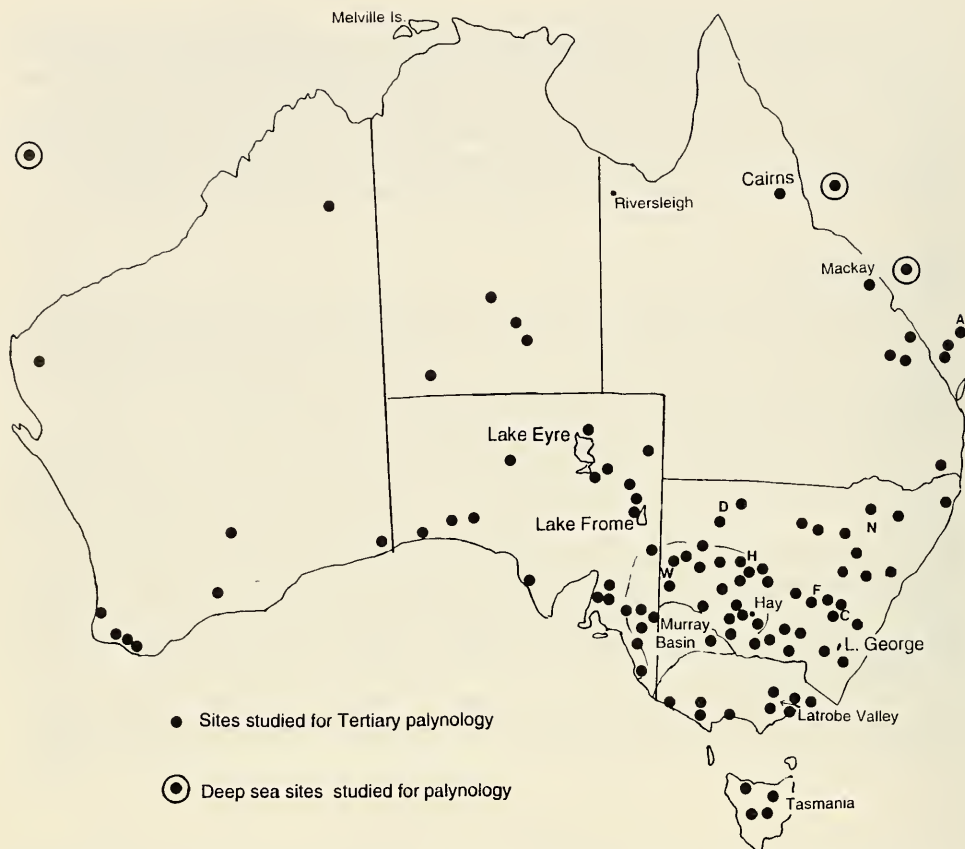 Melville Is.
Cairns
Riversleigh
Mackay
A
Lake Eyre
Lake Frome
D
N
H
W
F
Hay
C
Murray
Basin
L. George
Sites studied for Tertiary palynology
Latrobe Valley
Deep sea sites studied for palynology
Tasmania